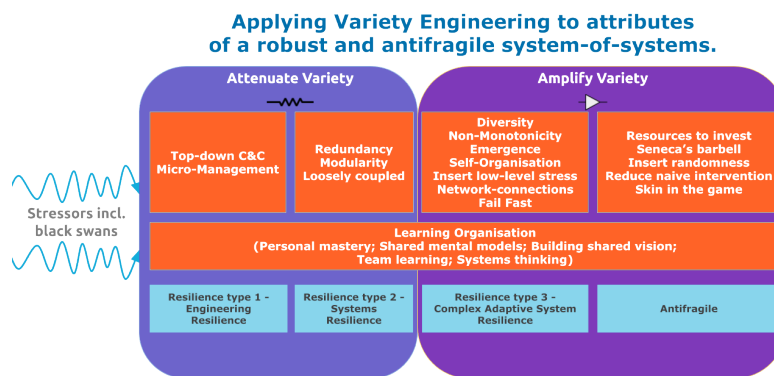 Applying Variety Engineering to attributes
of a robust and antifragile system-of-systems.
Attenuate Variety
Amplify Variety
Top-down C&C
Micro-Management
Redundancy
Modularity
Loosely coupled
Diversity
Non-Monotonicity
Emergence
Self-Organisation
Insert low-level stress
Network-connections
Fail Fast
Resources to invest
Seneca's barbell
Insert randomness
Reduce naive intervention
Skin in the game
Stressors incl.
black swans
Learning Organisation
(Personal mastery; Shared mental models; Building shared vision;
Team learning; Systems thinking)
Resilience type 1 -
Engineering
Resilience
Resilience type 2 -
Systems
Resilience
Resilience type 3 -
Complex Adaptive System
Resilience
Antifragile